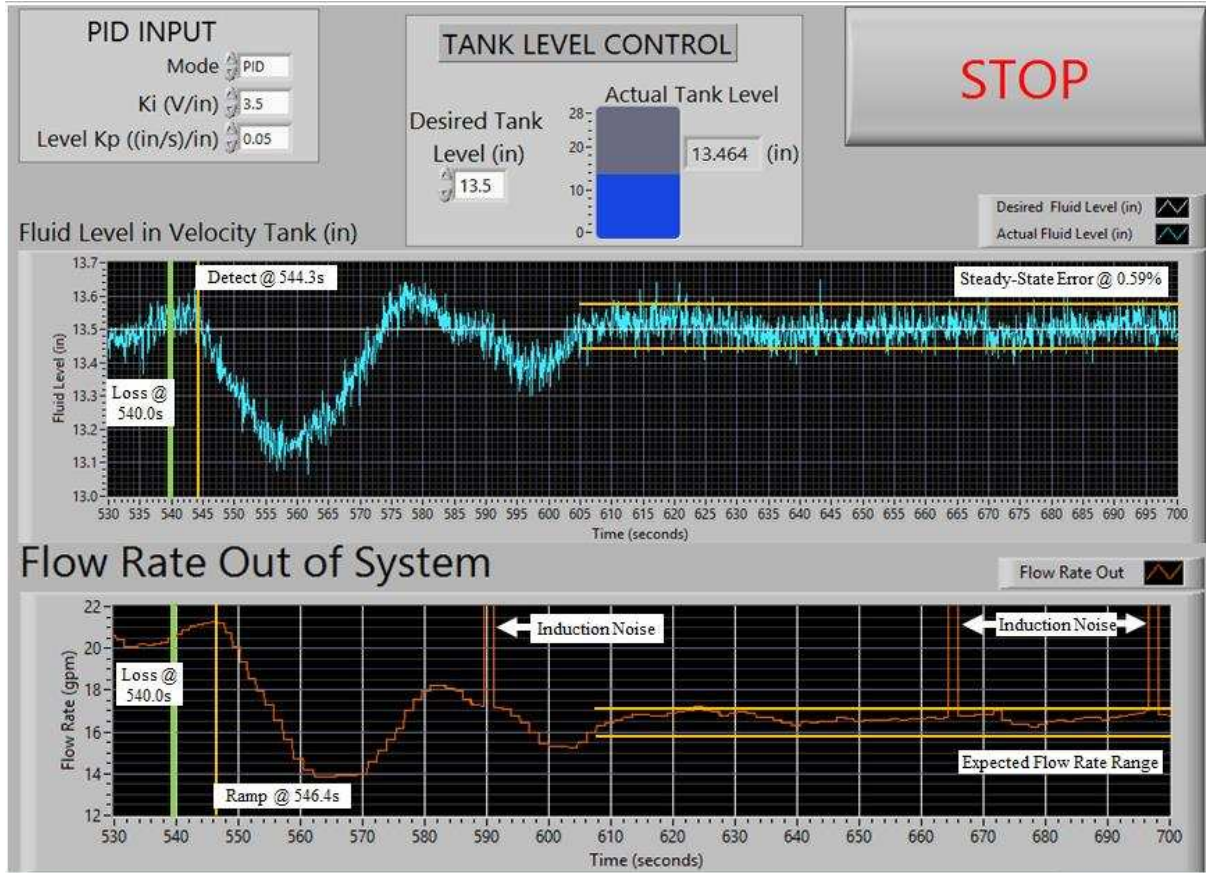 PID INPUT
Mode PID
Ki (V/in) 3.5
Level Kp ((in/s)/in) 0.05
TANK LEVEL CONTROL
Desired Tank
Level (in)
13.5
Actual Tank Level
28
20
10
0
13.464 (in)
STOP
Desired Fluid Level (in)
Actual Fluid Level (in)
Fluid Level in Velocity Tank (in)
Fluid Level (in)
13.7
13.6
13.5
13.4
13.3
13.2
13.1
13.0
Detect @ 544.3s
Steady-State Error @ 0.59%
Loss @
540.0s
530 535 540 545 550 555 560 565 570 575 580 585 590 595 600 605 610 615 620 625 630 635 640 645 650 655 660 665 670 675 680 685 690 695 700
Time (seconds)
Flow Rate Out of System
Flow Rate Out
Flow Rate (gpm)
22
20
18
16
14
12
Induction Noise
Induction Noise
Loss @
540.0s
Expected Flow Rate Range
Ramp @ 546.4s
530 540 550 560 570 580 590 600 610 620 630 640 650 660 670 680 690 700
Time (seconds)